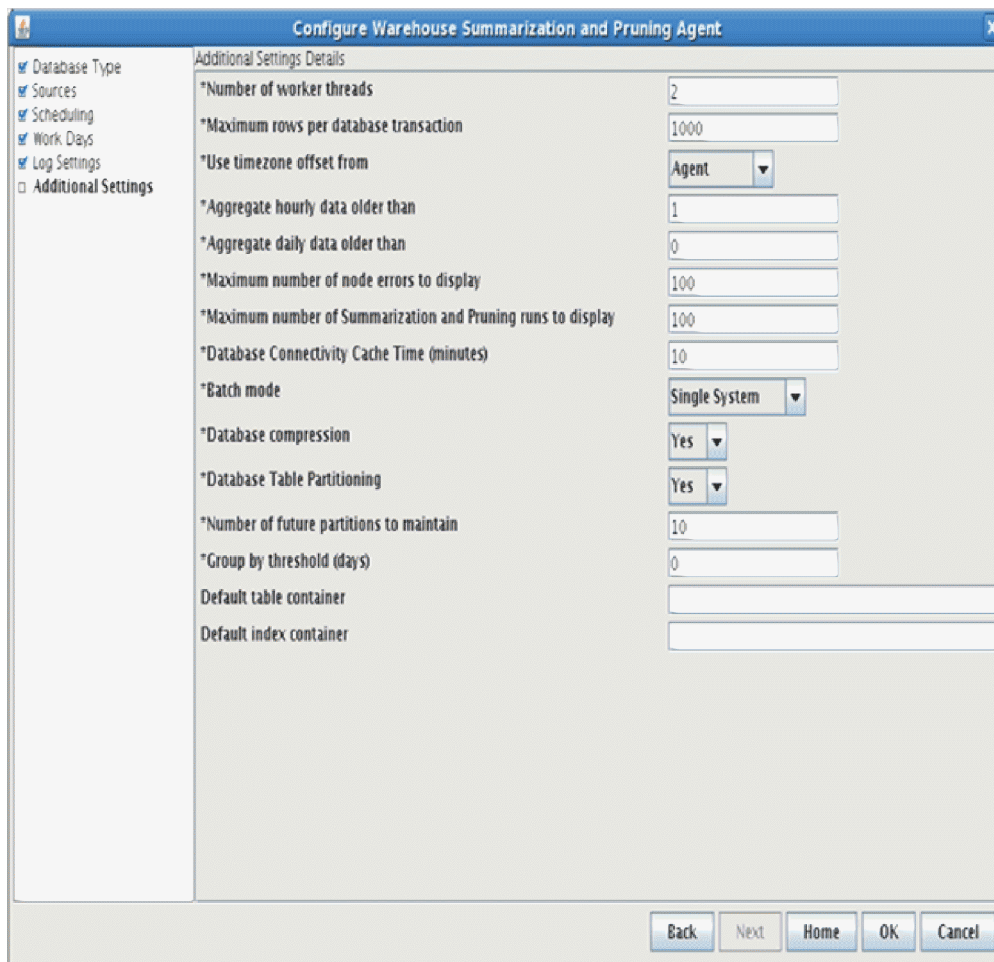 Configure Warehouse Summarization and Pruning Agent
Database Type
Sources
Scheduling
Work Days
Log Settings
Additional Settings
Additional Settings Details
*Number of worker threads 2
*Maximum rows per database transaction 1000
*Use timezone offset from Agent
*Aggregate hourly data older than 1
*Aggregate daily data older than 0
*Maximum number of node errors to display 100
*Maximum number of Summarization and Pruning runs to display 100
*Database Connectivity Cache Time (minutes) 10
*Batch mode Single System
*Database compression Yes
*Database Table Partitioning Yes
*Number of future partitions to maintain 10
*Group by threshold (days) 0
Default table container
Default index container
Back Next Home OK Cancel